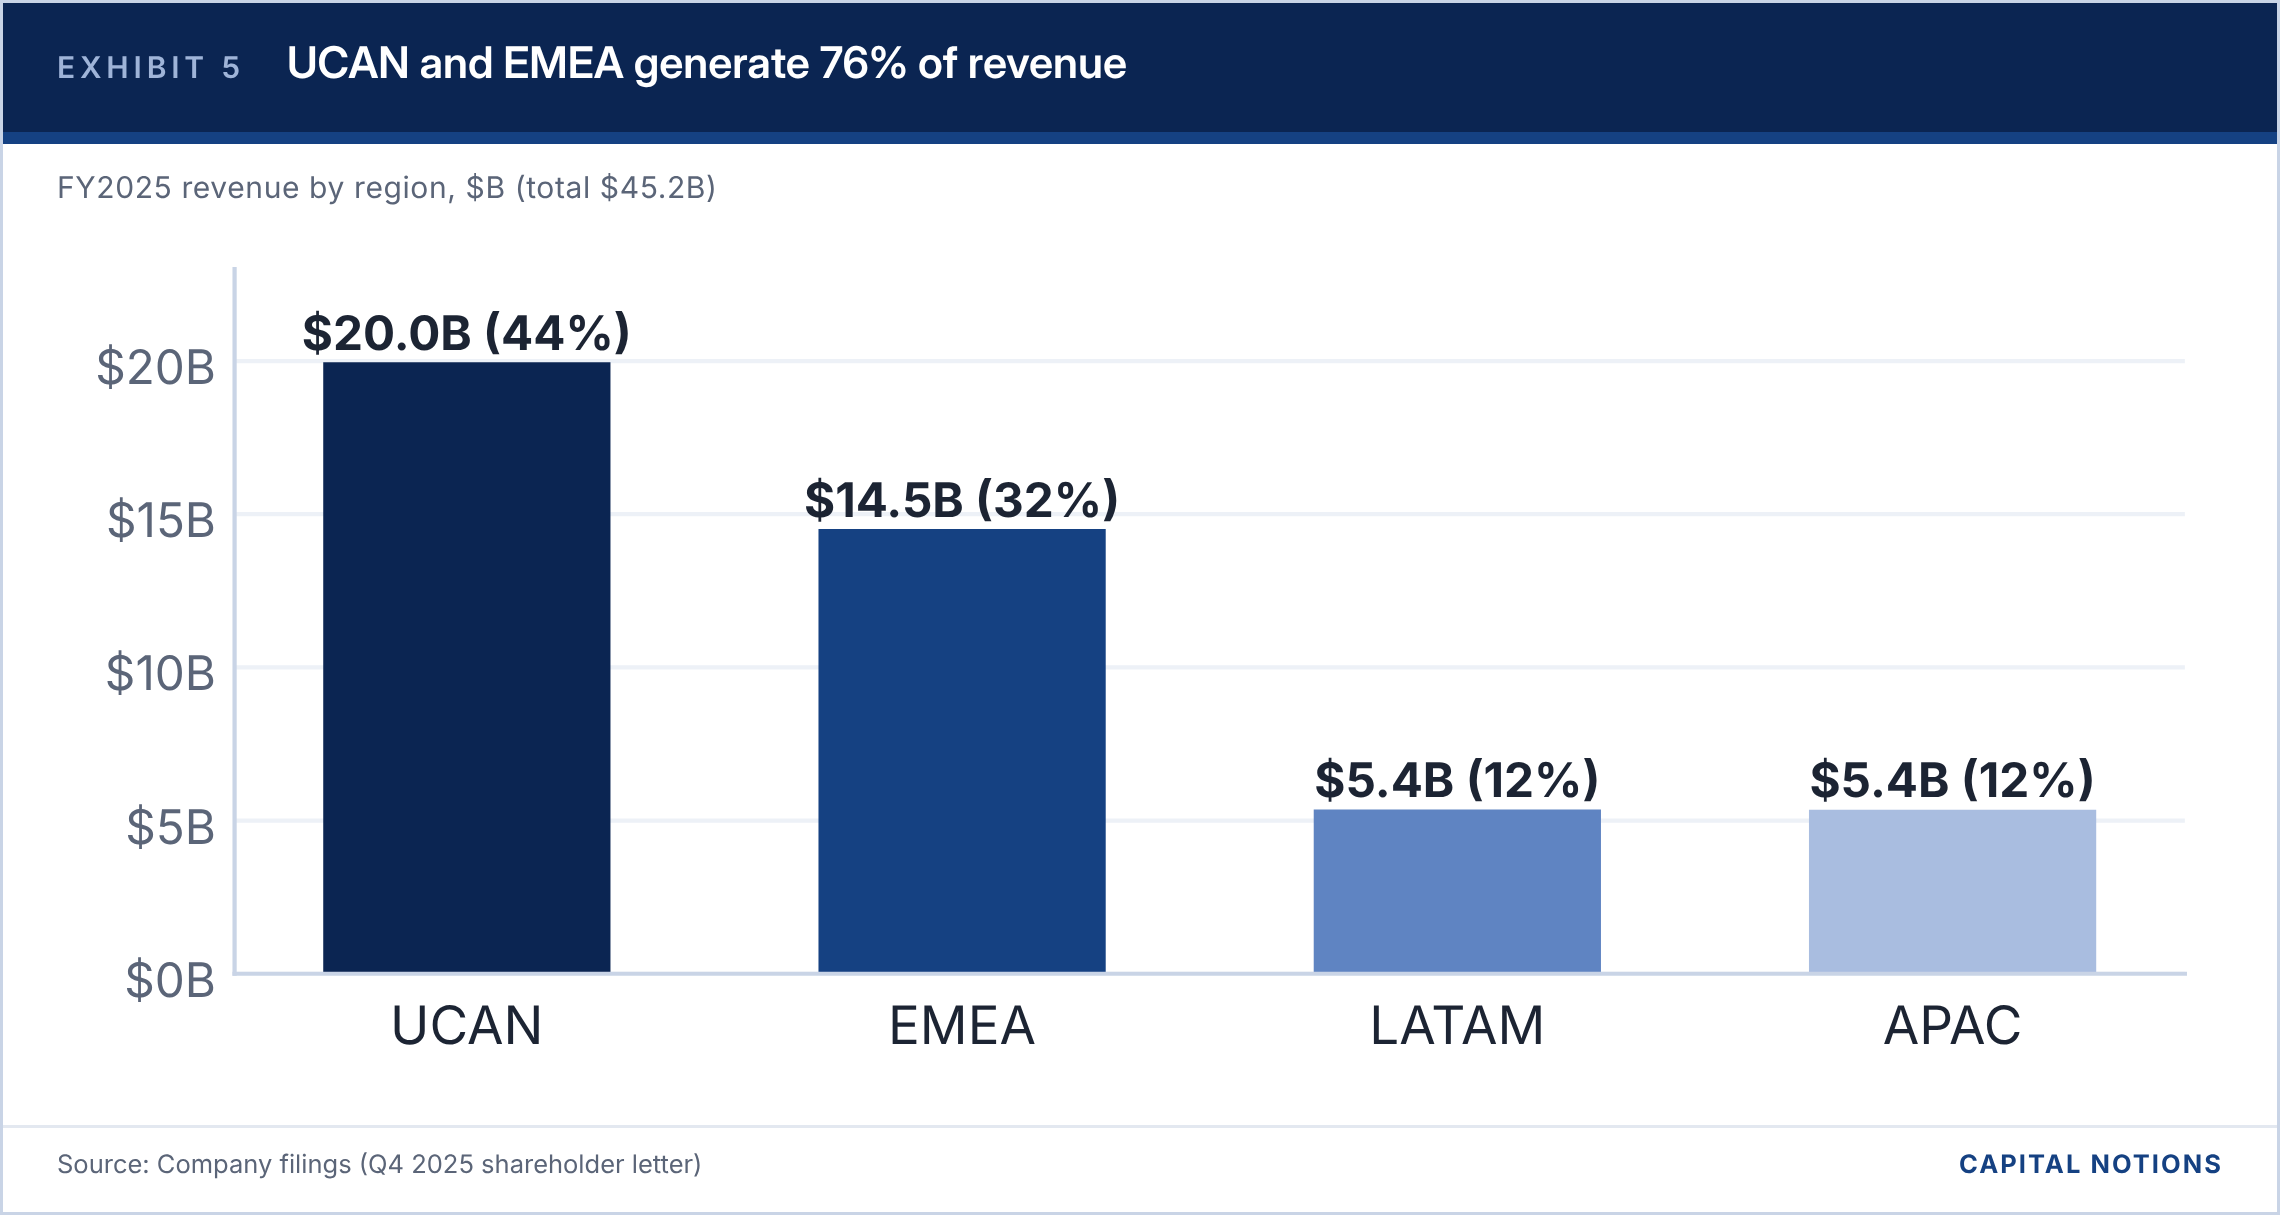 EXHIBIT 5 UCAN and EMEA generate 76% of revenue
FY2025 revenue by region, $B (total $45.2B)
$20.0B (44%)
$20B
$14.5B (32%)
$15B
$10B
$5.4B (12%) $5.4B (12%)
$5B
$0B
UCAN EMEA LATAM APAC
Source: Company filings (Q4 2025 shareholder letter) CAPITAL NOTIONS